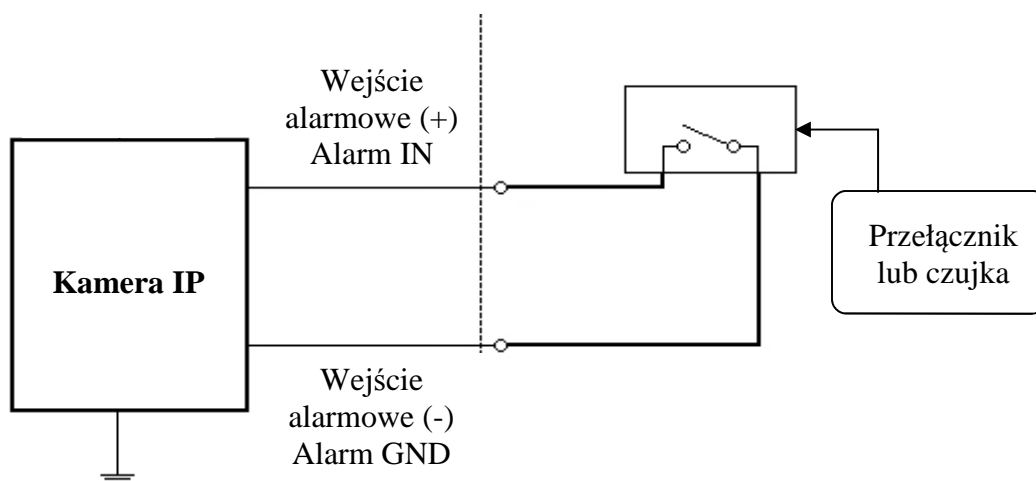 Wejście
alarmowe (+)
Alarm IN
Kamera IP
Przełącznik
lub czujka
Wejście
alarmowe (-)
Alarm GND